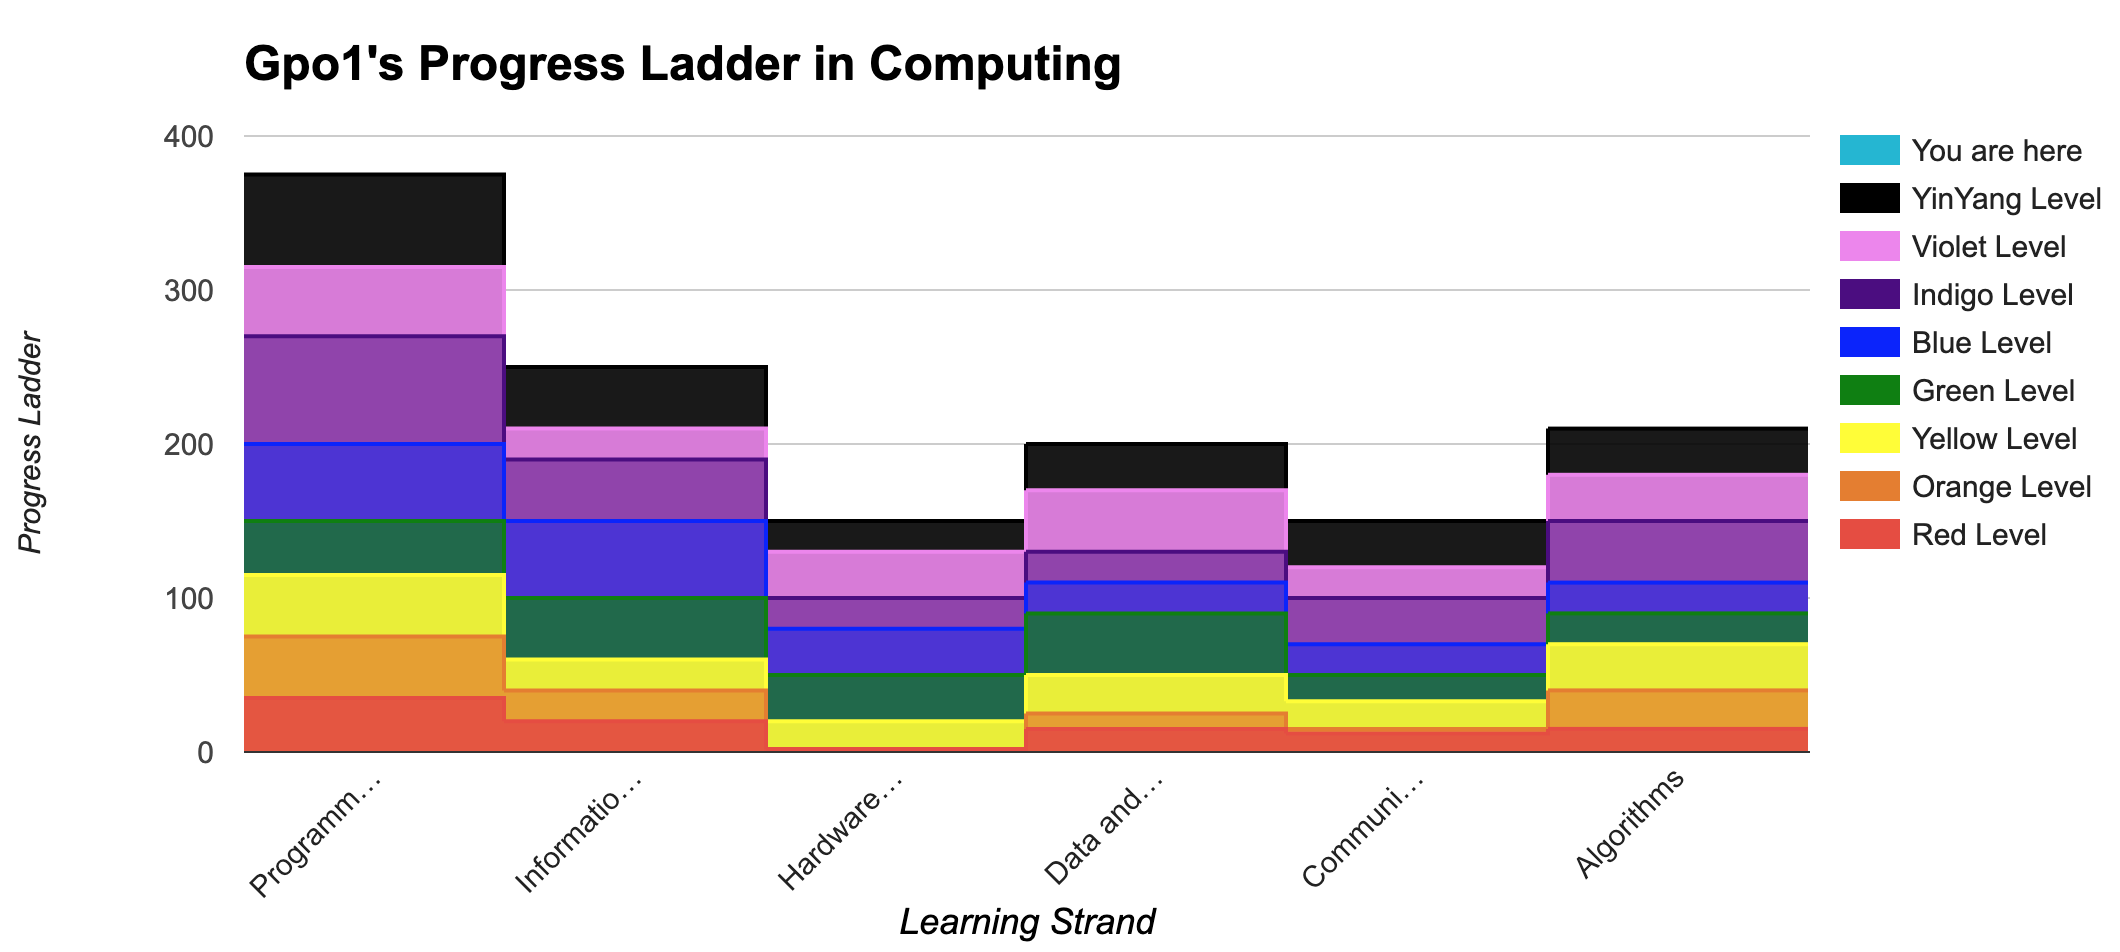 Gpo1's Progress Ladder in Computing
400
300
200
100
0
Progress Ladder
Programm…
Informatio…
Hardware…
Data and…
Communi…
Algorithms
Learning Strand
You are here
YinYang Level
Violet Level
Indigo Level
Blue Level
Green Level
Yellow Level
Orange Level
Red Level